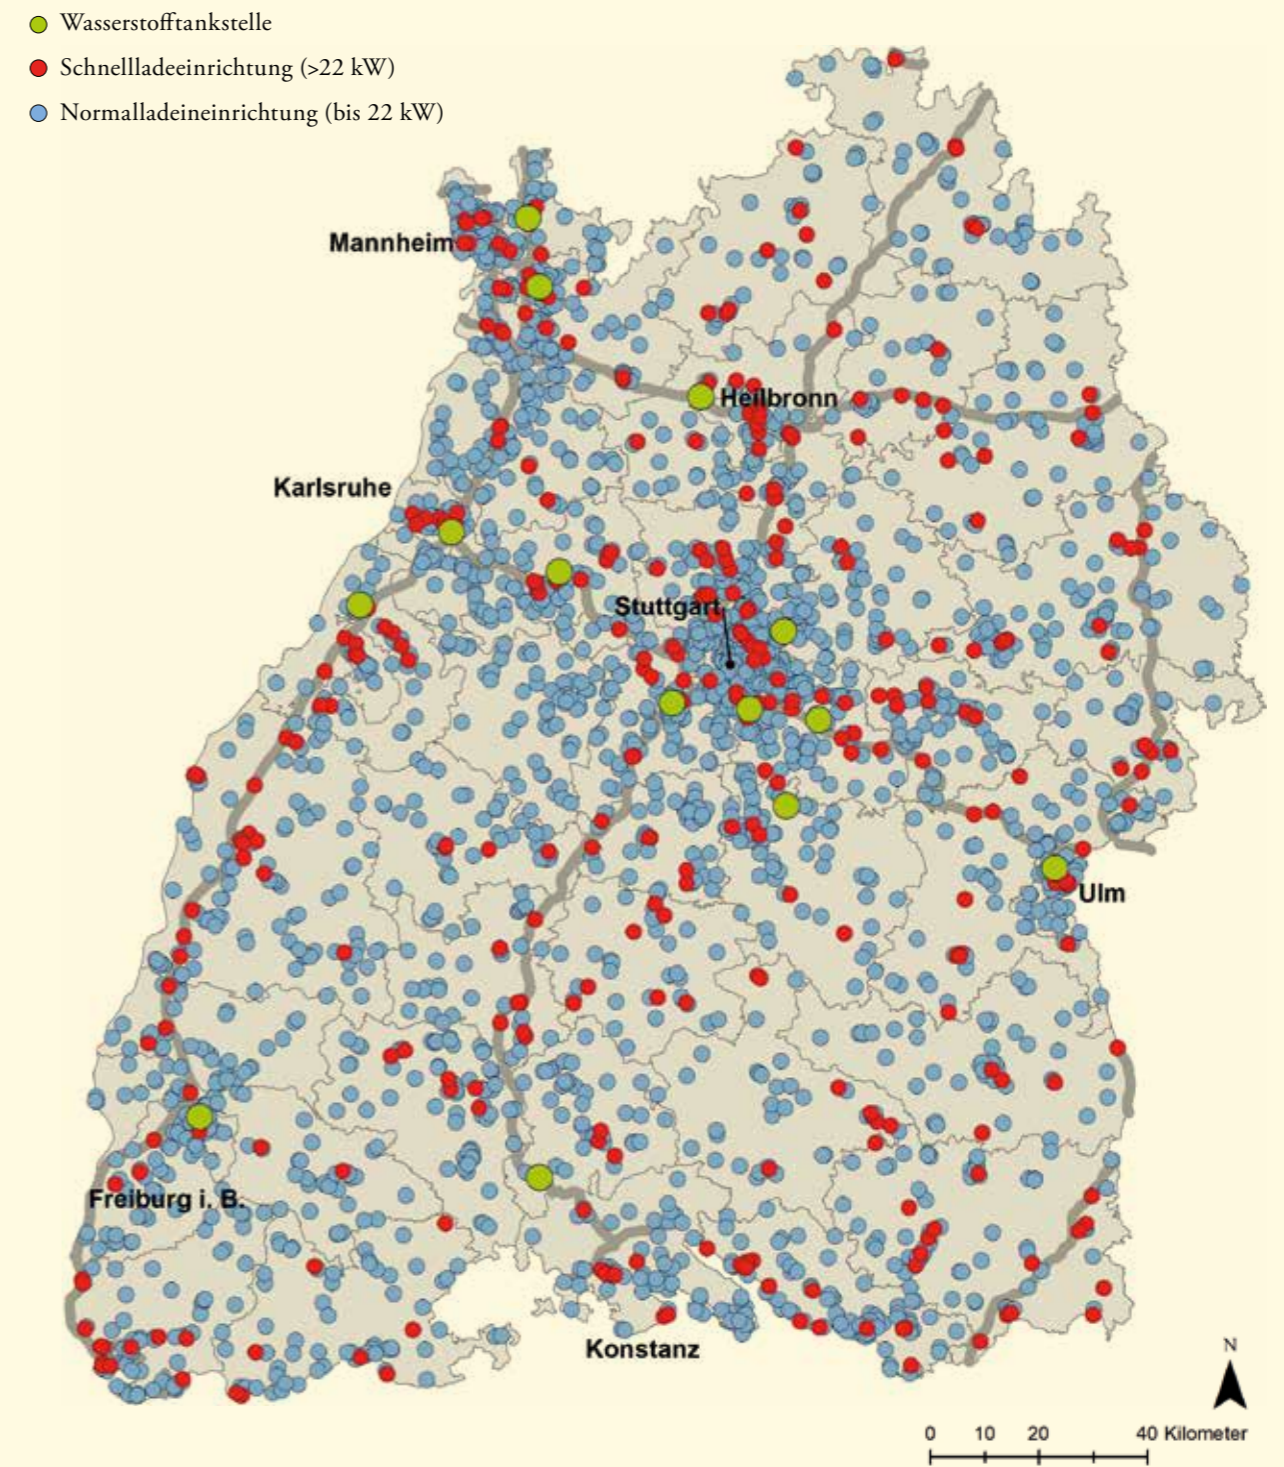 Wasserstofftankstelle
Schnellladeeinrichtung (>22 kW)
Normalladeineinrichtung (bis 22 kW)
Mannheim
Heilbronn
Karlsruhe
Stuttgart
Ulm
Freiburg i. B.
Konstanz
N
0 10 20 40 Kilometer